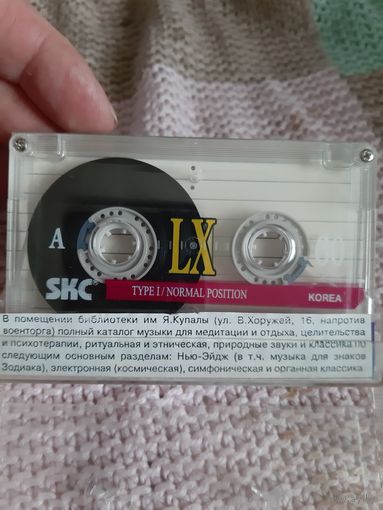 A
LX
SKC
TYPE I / NORMAL POSITION
KOREA
В помещении библиотеки им Я.Купалы (ул. В.Хоружей, 16, напротив
военторга) полный каталог музыки для медитации и отдыха, целительства
и психотерапии, ритуальная и этническая, природные звуки и классика по
следующим основным разделам: Нью-Эйдж (в т.ч. музыка для знаков
Зодиака), электронная (космическая), симфоническая и органная классика.